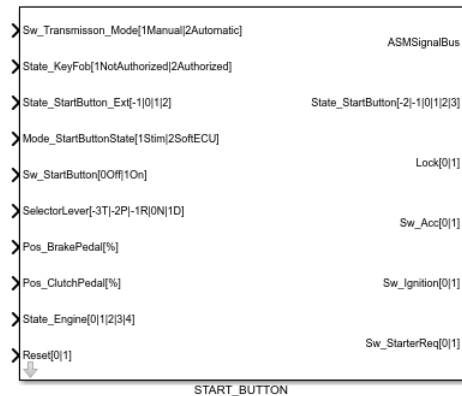 Sw_Transmisson_Mode[1Manual|2Automatic]
ASMSignalBus
State_KeyFob[1NotAuthorized|2Authorized]
State_StartButton_Ext[-1|0|1|2]
State_StartButton[-2|-1|0|1|2|3]
Mode_StartButtonState[1Stim|2SoftECU]
Lock[0|1]
Sw_StartButton[0Off|1On]
SelectorLever[-3T|-2P|-1R|0N|1D]
Sw_Acc[0|1]
Pos_BrakePedal[%]
Pos_ClutchPedal[%]
Sw_Ignition[0|1]
State_Engine[0|1|2|3|4]
Sw_StarterReq[0|1]
Reset[0|1]
START_BUTTON